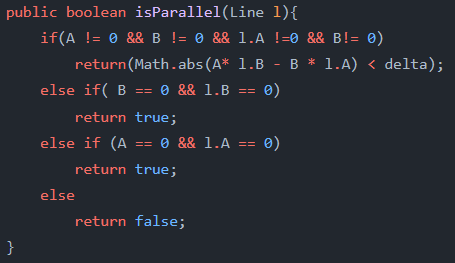 public boolean isParallel(Line l){
if(A != 0 && B != 0 && l.A !=0 && B!= 0)
return(Math.abs(A* l.B - B * l.A) < delta);
else if( B == 0 && l.B == 0)
return true;
else if (A == 0 && l.A == 0)
return true;
else
return false;
}